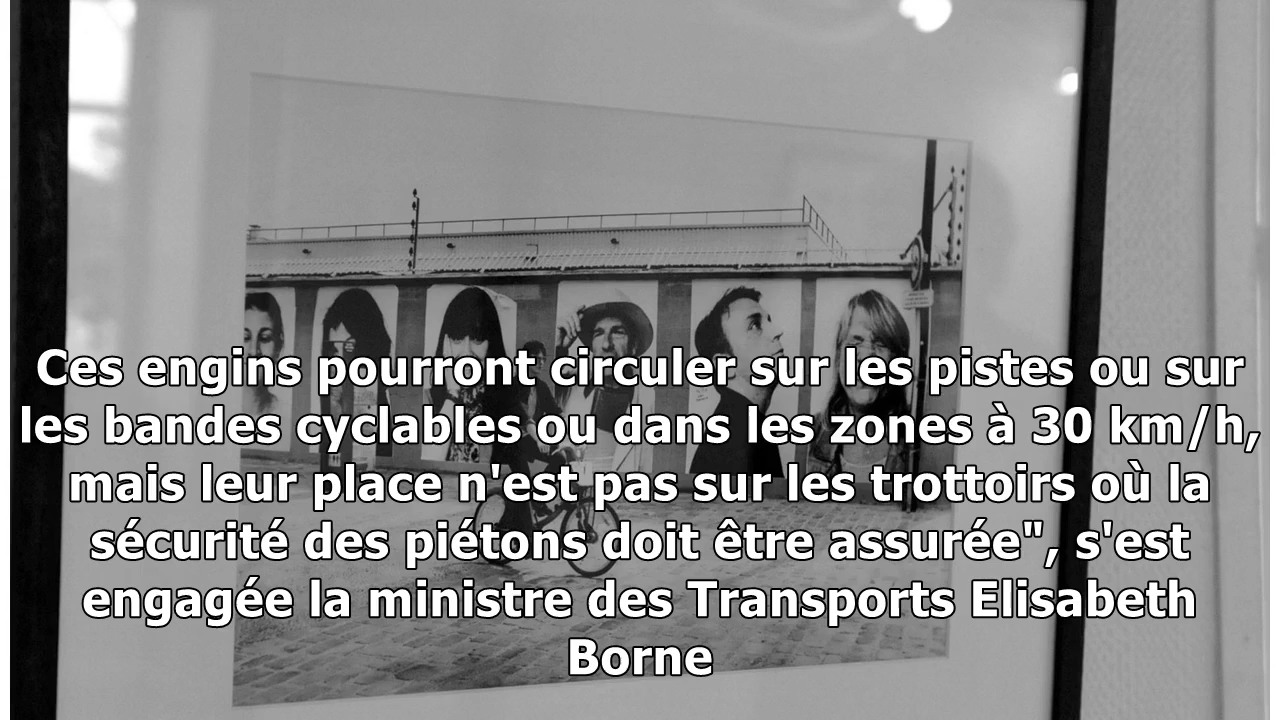 Ces engins pourront circuler sur les pistes ou sur
les bandes cyclables ou dans les zones à 30 km/h,
mais leur place n'est pas sur les trottoirs où la
sécurité des piétons doit être assurée", s'est
engagée la ministre des Transports Elisabeth
Borne